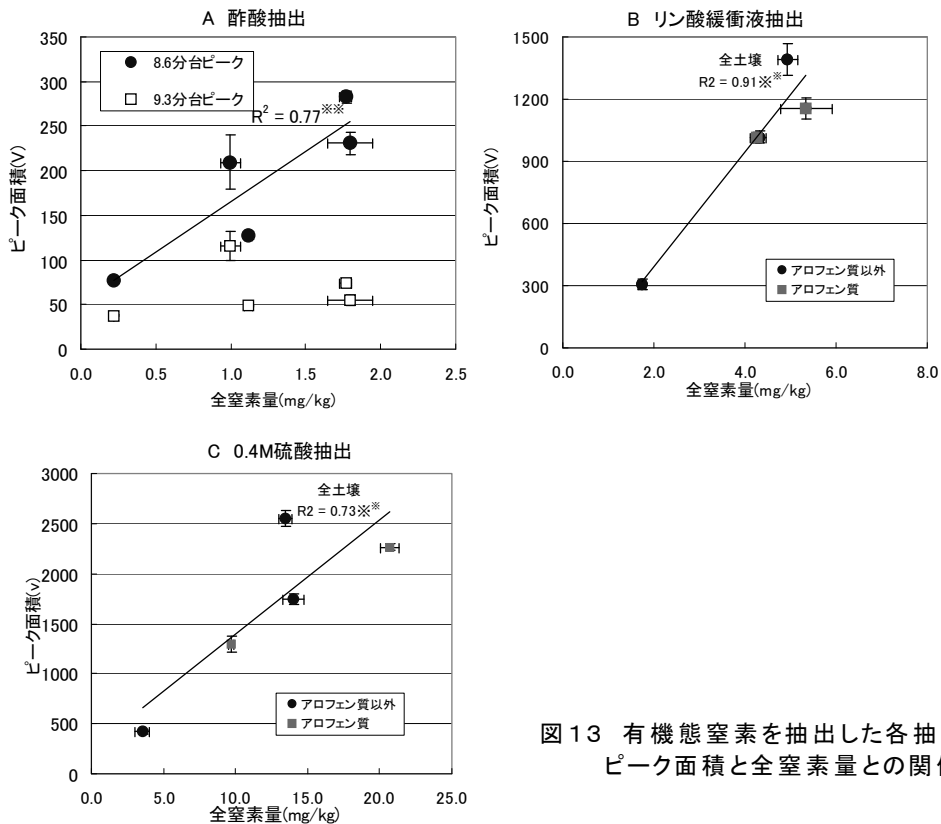 A 酢酸抽出
350
300
250
200
150
100
50
0
ピーク面積(V)
8.6分台ピーク
9.3分台ピーク
R² = 0.77※※
0.0 0.5 1.0 1.5 2.0 2.5
全窒素量(mg/kg)
B リン酸緩衝液抽出
1500
1200
900
600
300
0
ピーク面積(V)
全土壌
R2 = 0.91※※
アロフェン質以外
アロフェン質
0.0 2.0 4.0 6.0 8.0
全窒素量(mg/kg)
C 0.4M硫酸抽出
3000
2500
2000
1500
1000
500
0
ピーク面積(v)
全土壌
R2 = 0.73※※
アロフェン質以外
アロフェン質
0.0 5.0 10.0 15.0 20.0 25.0
全窒素量(mg/kg)
図13 有機態窒素を抽出した各抽
ピーク面積と全窒素量との関